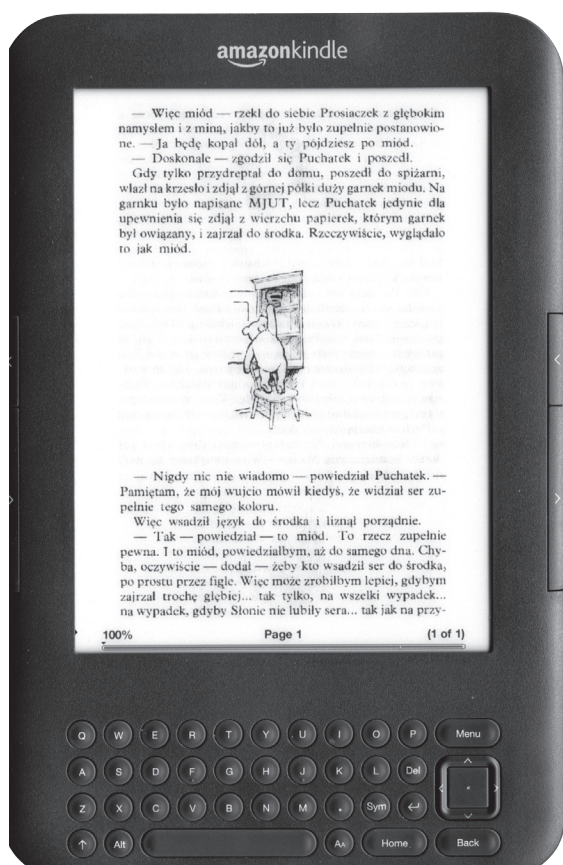 amazonkindle
— Więc miód — rzekł do siebie Prosiaczek z głębokim
namysłem i z miną, jakby to już było zupełnie postanowio-
ne. — Ja będę kopał dół, a ty pójdziesz po miód.
— Doskonale — zgodził się Puchatek i poszedł.
Gdy tylko przydreptał do domu, poszedł do spiżarni,
wlazł na krzesło i zdjął z górnej półki duży garnek miodu. Na
garnku było napisane MJUT, lecz Puchatek jedynie dla
upewnienia się zdjął z wierzchu papierek, którym garnek
był owiązany, i zajrzał do środka. Rzeczywiście, wyglądało
to jak miód.
— Nigdy nic nie wiadomo — powiedział Puchatek. —
Pamiętam, że mój wujcio mówił kiedyś, że widział ser zu-
pełnie tego samego koloru.
Więc wsadził język do środka i liznął porządnie.
— Tak — powiedział — to miód. To rzecz zupełnie
pewna. I to miód, powiedziałbym, aż do samego dna. Chy-
ba, oczywiście — dodał — żeby kto wsadził ser do środka,
po prostu przez figle. Więc może zrobiłbym lepiej, gdybym
zajrzał trochę głębiej... tak tylko, na wszelki wypadek...
na wypadek, gdyby Słonie nie lubiły sera... tak jak na przy-
100% Page 1 (1 of 1)
Q W E R T Y U I O P Menu
A S D F G H J K L Del
Z X C V B N M . Sym
Alt AA Home Back